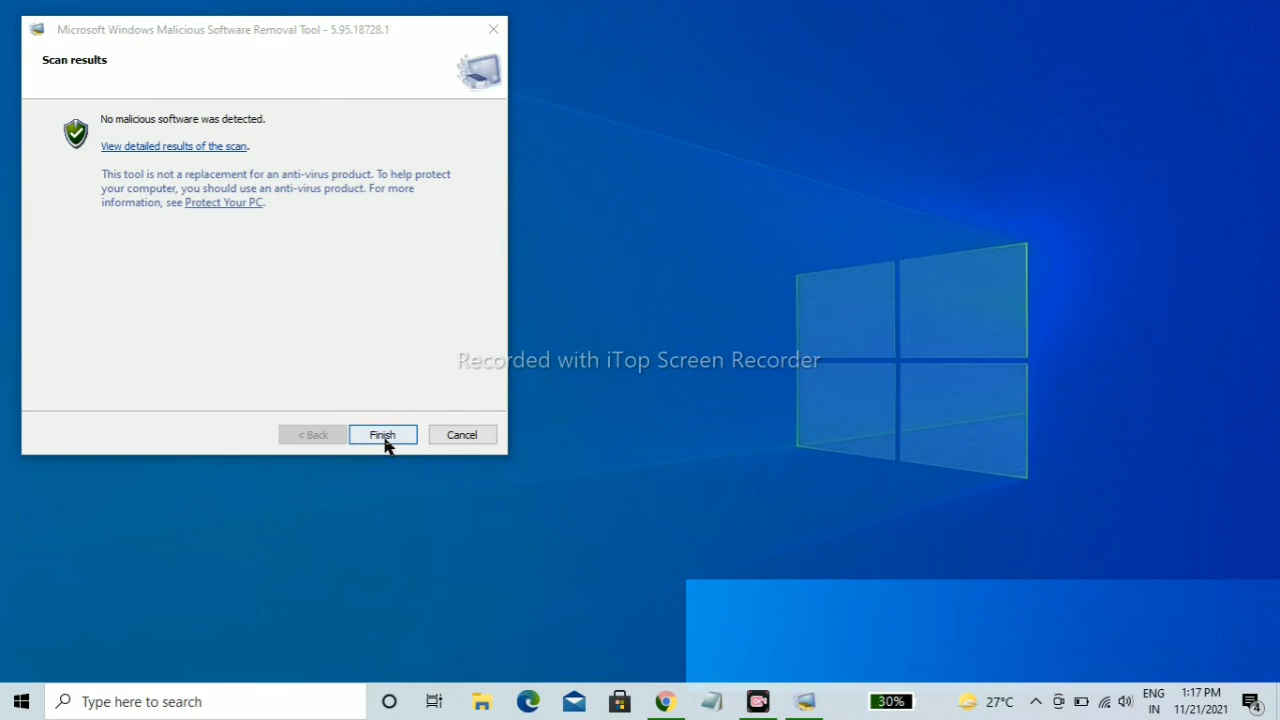 Microsoft Windows Malicious Software Removal Tool - 5.95.18728.1
Scan results
No malicious software was detected.
View detailed results of the scan.
This tool is not a replacement for an anti-virus product. To help protect
your computer, you should use an anti-virus product. For more
information, see Protect Your PC.
Recorded with iTop Screen Recorder
< Back
Finish
Cancel
Type here to search
30%
27°C
ENG
IN
1:17 PM
11/21/2021
4